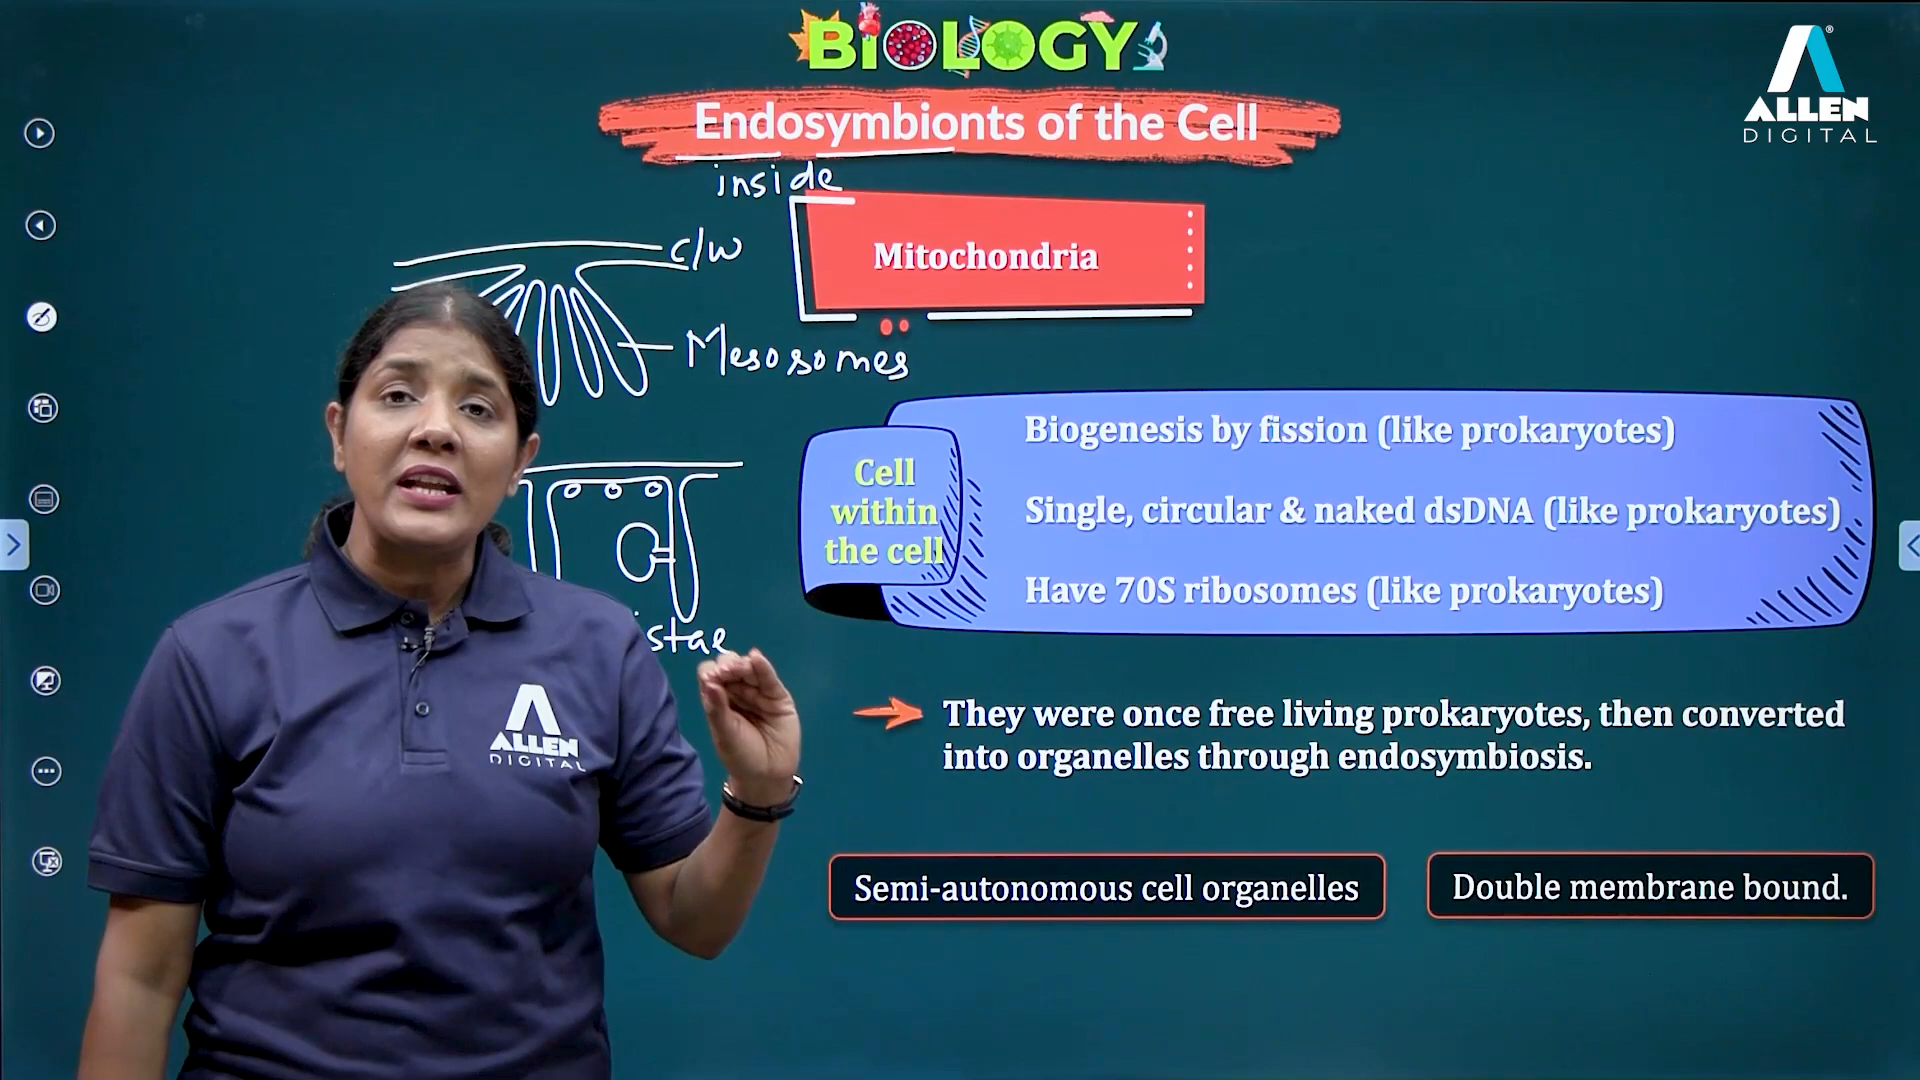 BIOLOGY
ALLEN
DIGITAL
Endosymbionts of the Cell
inside
c/w
Mitochondria
Mesosomes
Cell
within
the cell
Biogenesis by fission (like prokaryotes)
Single, circular & naked dsDNA (like prokaryotes)
Have 70S ribosomes (like prokaryotes)
stae
They were once free living prokaryotes, then converted
into organelles through endosymbiosis.
ALLEN
DIGITAL
Semi-autonomous cell organelles
Double membrane bound.